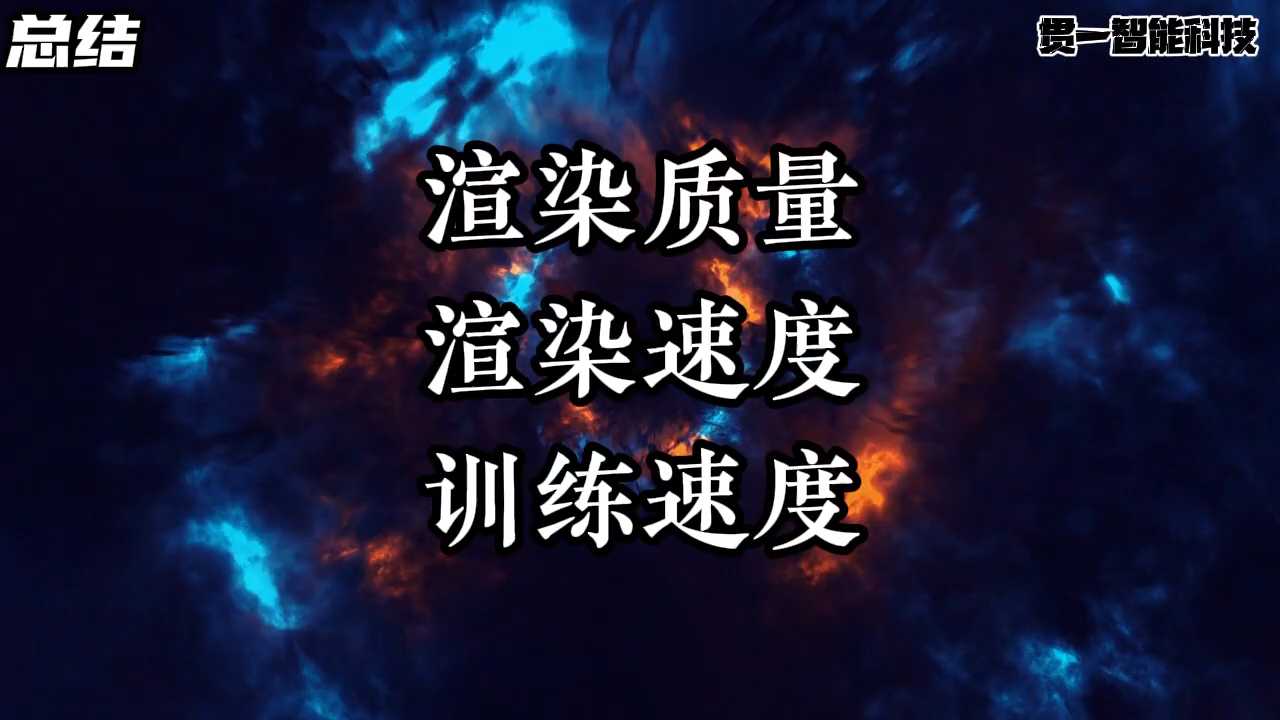 总结
贯一智能科技
渲染质量
渲染速度
训练速度